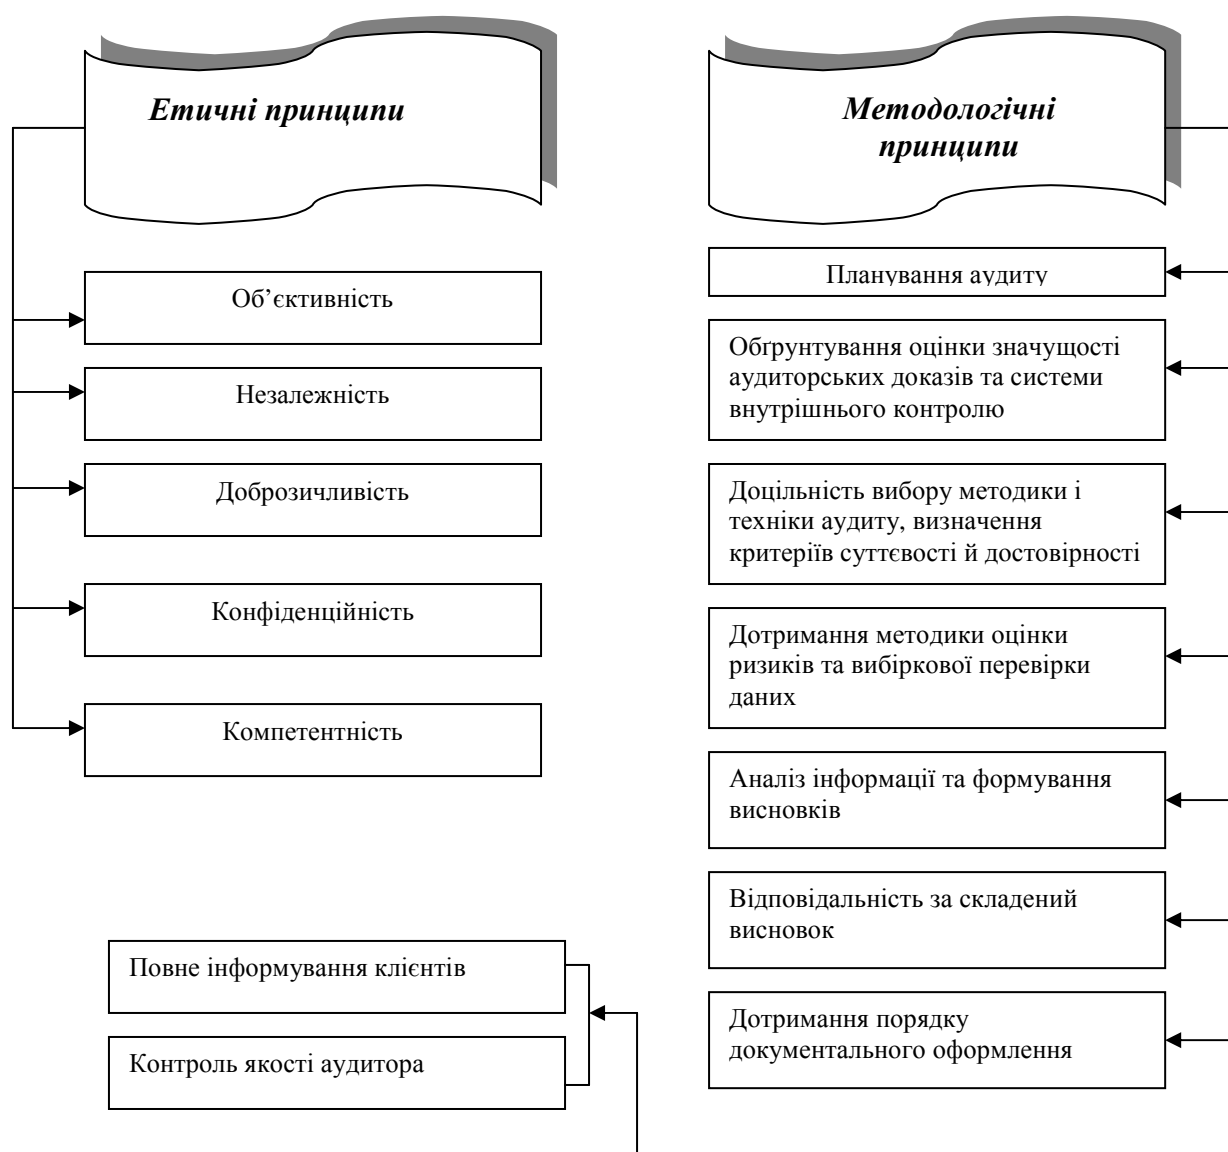 Етичні принципи
Об’єктивність
Незалежність
Доброзичливість
Конфіденційність
Компетентність
Повне інформування клієнтів
Контроль якості аудитора
Методологічні
принципи
Планування аудиту
Обґрунтування оцінки значущості
аудиторських доказів та системи
внутрішнього контролю
Доцільність вибору методики і
техніки аудиту, визначення
критеріїв суттєвості й достовірності
Дотримання методики оцінки
ризиків та вибіркової перевірки
даних
Аналіз інформації та формування
висновків
Відповідальність за складений
висновок
Дотримання порядку
документального оформлення